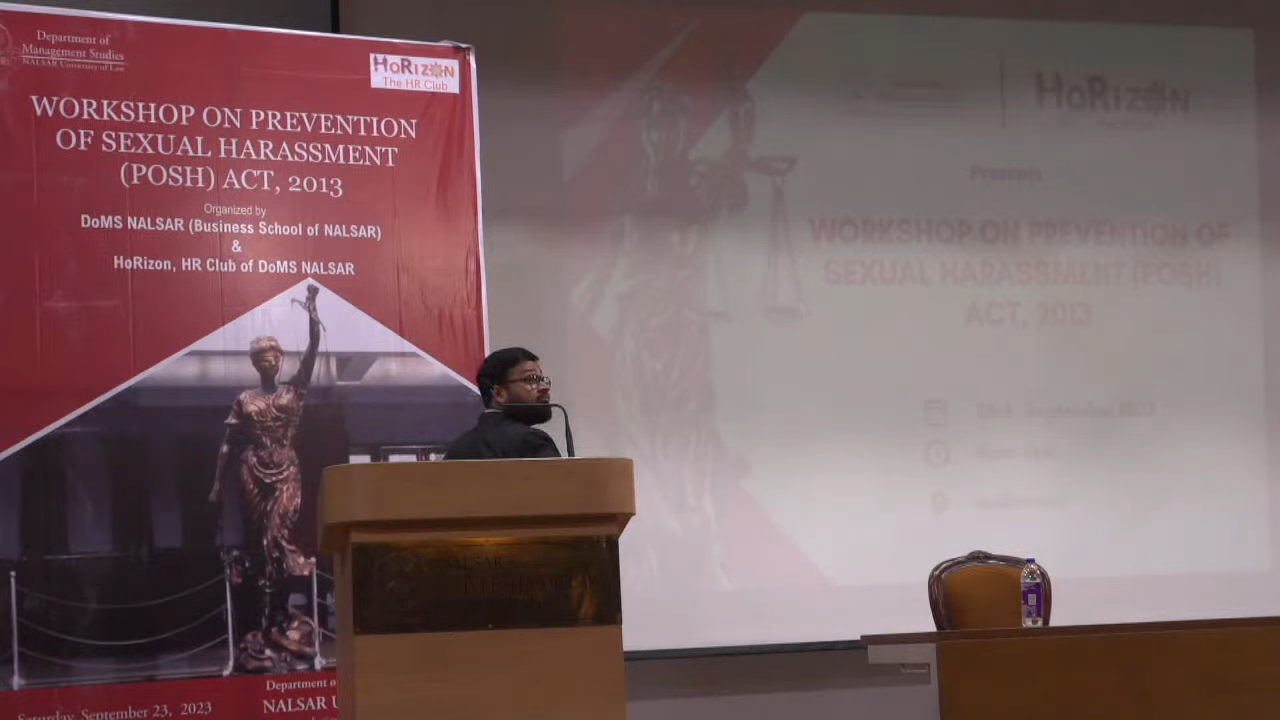 Department of
Management Studies
NALSAR University of Law
HoRizon
The HR Club
WORKSHOP ON PREVENTION
OF SEXUAL HARASSMENT
(POSH) ACT, 2013
Organized by
DoMS NALSAR (Business School of NALSAR)
&
HoRizon, HR Club of DoMS NALSAR
Saturday, September 23, 2023
Department o
NALSAR U
HoRizon
Presents
WORKSHOP ON PREVENTION OF
SEXUAL HARASSMENT (POSH)
ACT, 2013
NALSAR